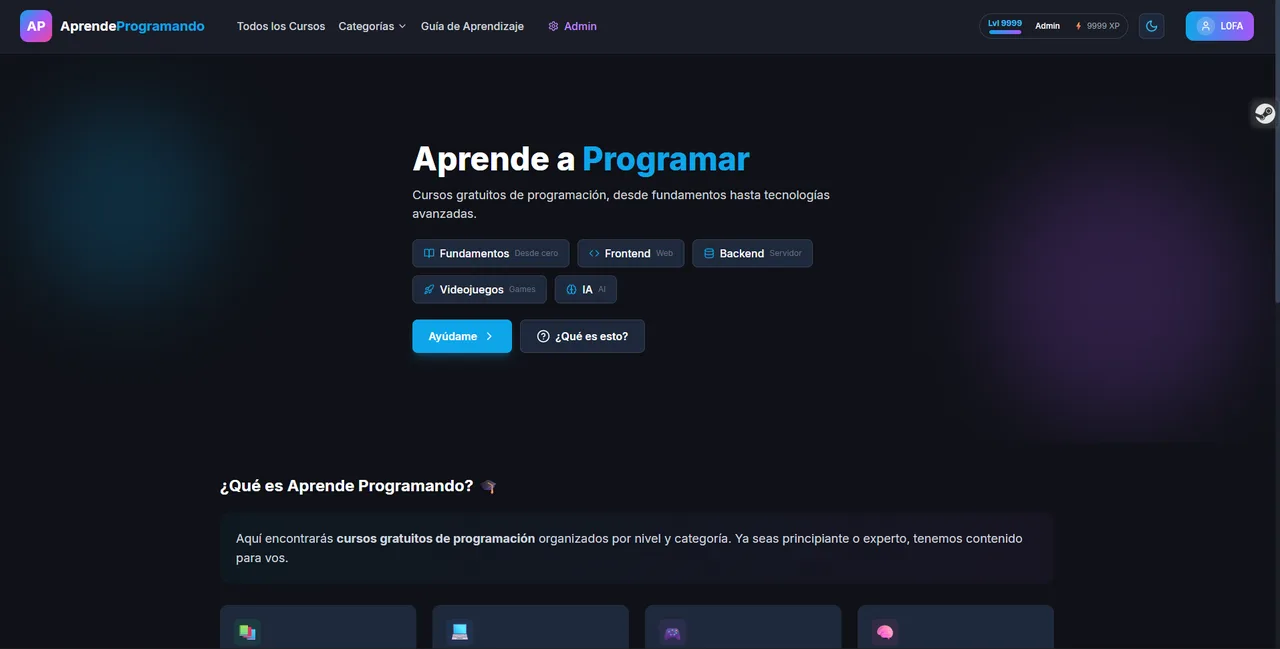 AP AprendeProgramando Todos los Cursos Categorías Guía de Aprendizaje Admin Lvl 9999 Admin 9999 XP L0FA
Aprende a Programar
Cursos gratuitos de programación, desde fundamentos hasta tecnologías
avanzadas.
Fundamentos Desde cero Frontend Web Backend Servidor
Videojuegos Games IA AI
Ayúdame ¿Qué es esto?
¿Qué es Aprende Programando?
Aquí encontrarás cursos gratuitos de programación organizados por nivel y categoría. Ya seas principiante o experto, tenemos contenido
para vos.